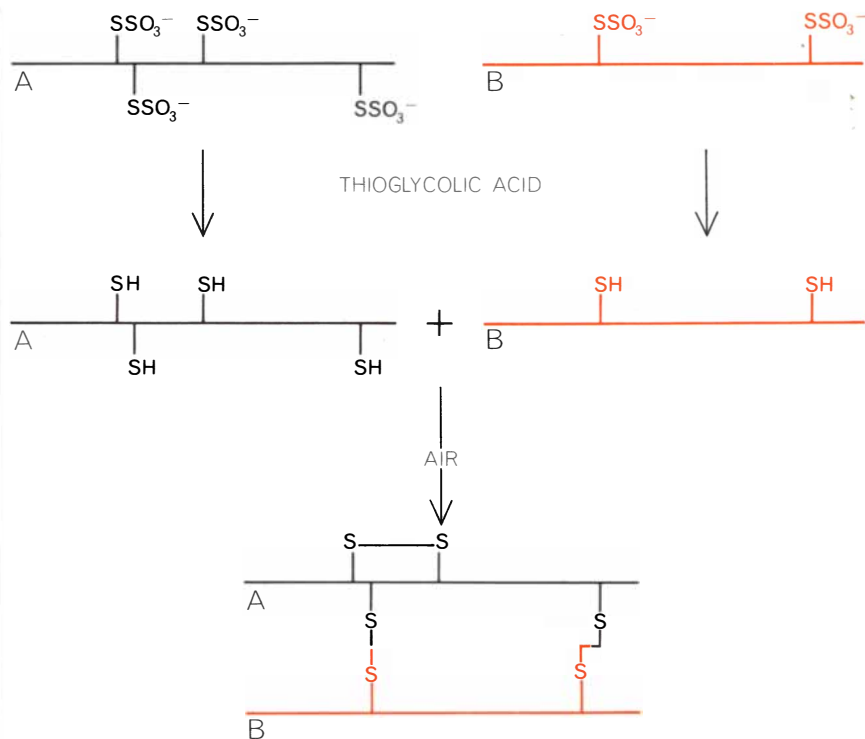 SSO₃⁻ SSO₃⁻ SSO₃⁻ SSO₃⁻
A B
SSO₃⁻ SSO₃⁻
THIOGLYCOLIC ACID
SH SH SH SH
A + B
SH SH
AIR
S S
A
S S
S S
B